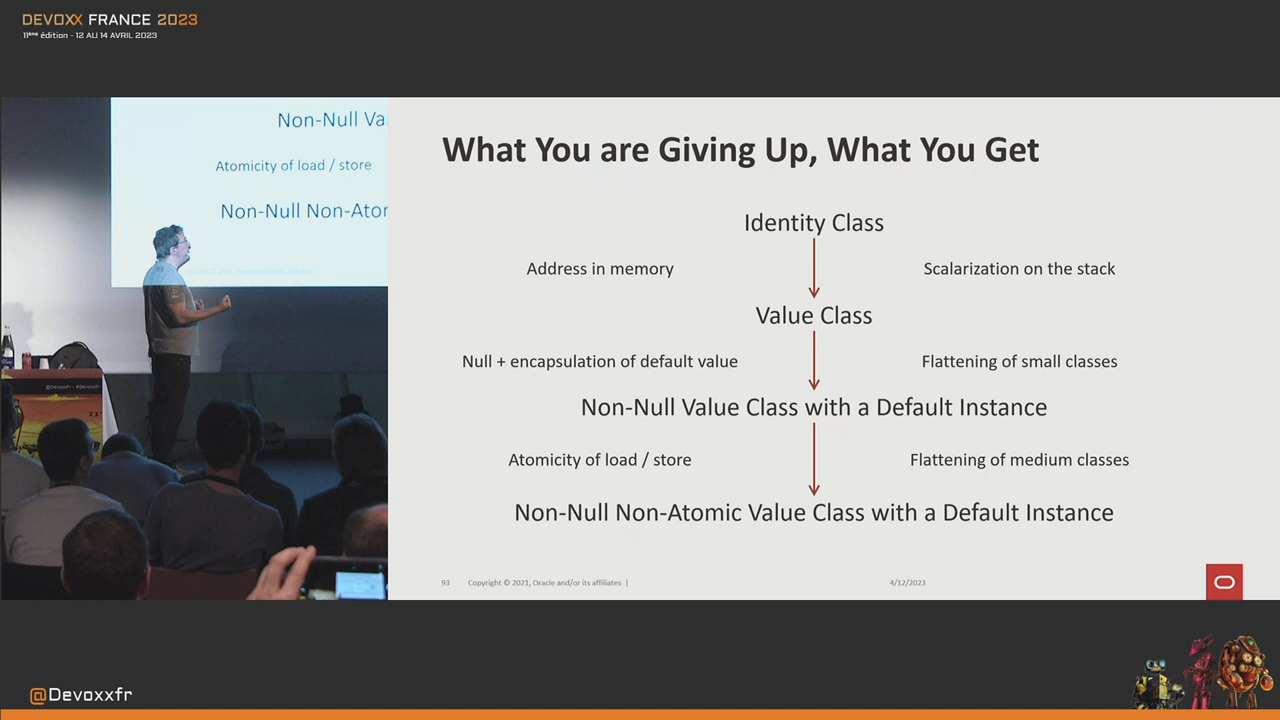 DEVOXX FRANCE 2023
11ème édition - 12 AU 14 AVRIL 2023
Non-Null Va
Atomicity of load / store
Non-Null Non-Ator
What You are Giving Up, What You Get
Identity Class
Address in memory
Scalarization on the stack
Value Class
Null + encapsulation of default value
Flattening of small classes
Non-Null Value Class with a Default Instance
Atomicity of load / store
Flattening of medium classes
Non-Null Non-Atomic Value Class with a Default Instance
93
Copyright © 2021, Oracle and/or its affiliates |
4/12/2023
@Devoxxfr